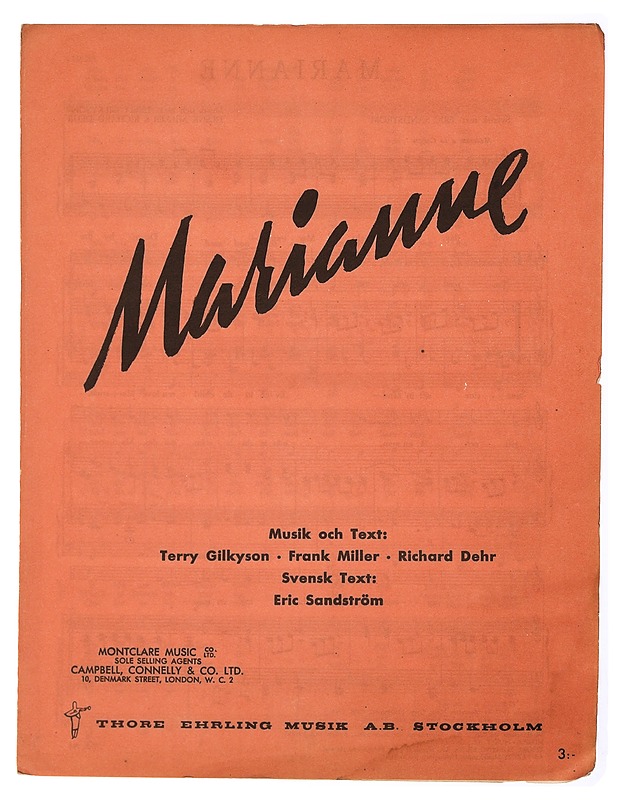 Marianne
Musik och Text:
Terry Gilkyson · Frank Miller · Richard Dehr
Svensk Text:
Eric Sandström
MONTCLARE MUSIC CO. LTD.
SOLE SELLING AGENTS
CAMPBELL, CONNELLY & CO. LTD.
10, DENMARK STREET, LONDON, W. C. 2
THORE EHRLING MUSIK A.B. STOCKHOLM
3:-